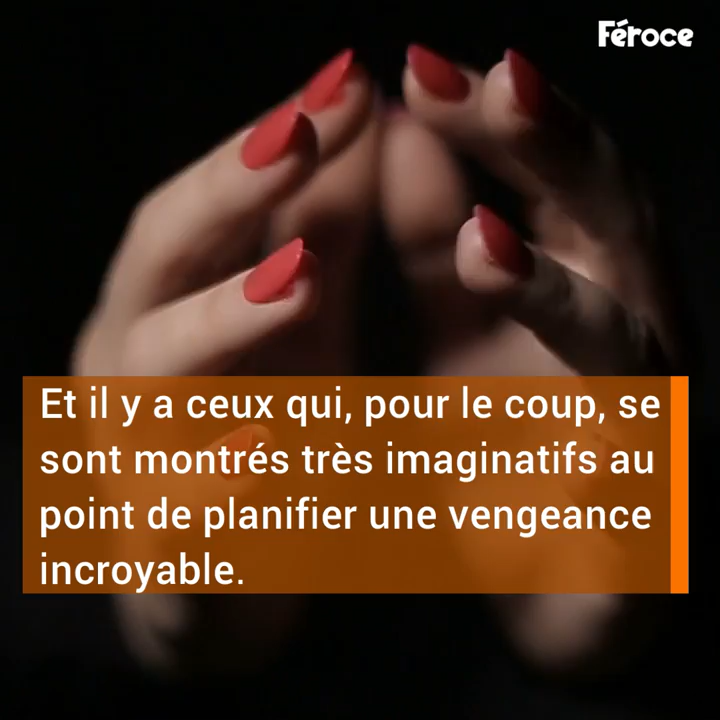 Féroce
Et il y a ceux qui, pour le coup, se
sont montrés très imaginatifs au
point de planifier une vengeance
incroyable.